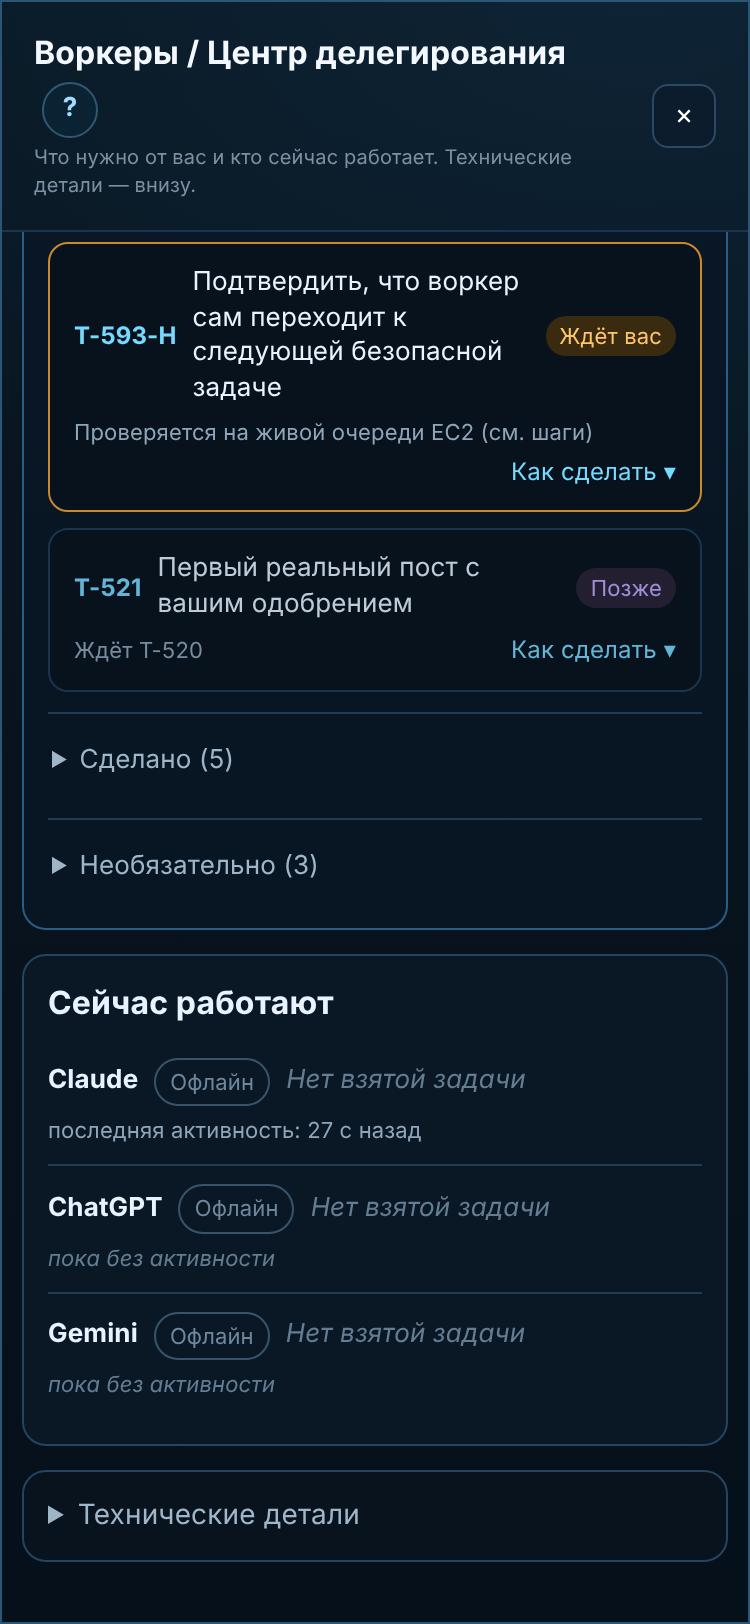 Воркеры / Центр делегирования
?
×
Что нужно от вас и кто сейчас работает. Технические
детали — внизу.
T-593-H
Подтвердить, что воркер
сам переходит к
следующей безопасной
задаче
Ждёт вас
Проверяется на живой очереди EC2 (см. шаги)
Как сделать ▾
T-521
Первый реальный пост с
вашим одобрением
Позже
Ждёт T-520
Как сделать ▾
▶ Сделано (5)
▶ Необязательно (3)
Сейчас работают
Claude Офлайн Нет взятой задачи
последняя активность: 27 с назад
ChatGPT Офлайн Нет взятой задачи
пока без активности
Gemini Офлайн Нет взятой задачи
пока без активности
▶ Технические детали